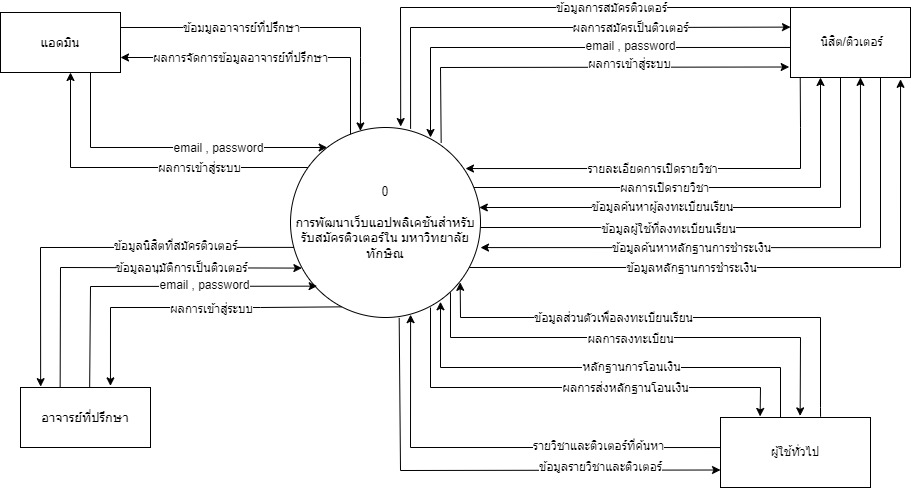 ข้อมูลการสมัครติวเตอร์
ข้อมมูลอาจารย์ที่ปรึกษา
ผลการสมัครเป็นติวเตอร์
แอดมิน
email , password
นิสิต/ติวเตอร์
ผลการจัดการข้อมูลอาจารย์ที่ปรึกษา
ผลการเข้าสู่ระบบ
email , password
ผลการเข้าสู่ระบบ
รายละเอียดการเปิดรายวิชา
0
ผลการเปิดรายวิชา
ข้อมูลค้นหาผู้ลงทะเบียนเรียน
การพัฒนาเว็บแอปพลิเคชันสำหรับ
รับสมัครติวเตอร์ใน มหาวิทยาลัย
ทักษิณ
ข้อมูลผู้ใช้ที่ลงทะเบียนเรียน
ข้อมูลนิสิตที่สมัครติวเตอร์
ข้อมูลค้นหาหลักฐานการชำระเงิน
ข้อมูลอนุมัติการเป็นติวเตอร์
ข้อมูลหลักฐานการชำระเงิน
email , password
ผลการเข้าสู่ระบบ
ข้อมูลส่วนตัวเพื่อลงทะเบียนเรียน
ผลการลงทะเบียน
หลักฐานการโอนเงิน
ผลการส่งหลักฐานโอนเงิน
อาจารย์ที่ปรึกษา
รายวิชาและติวเตอร์ที่ค้นหา
ผู้ใช้ทั่วไป
ข้อมูลรายวิชาและติวเตอร์